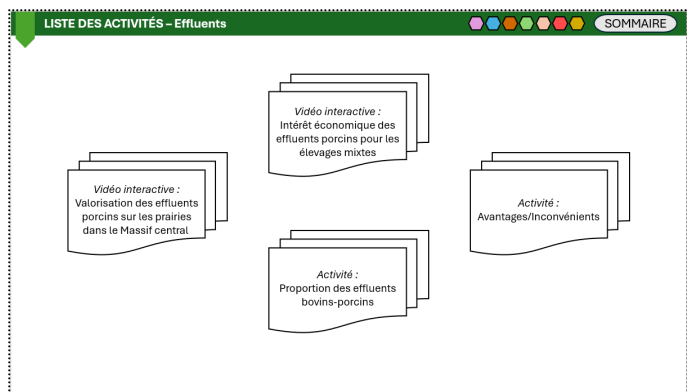 LISTE DES ACTIVITÉS – Effluents
SOMMAIRE
Vidéo interactive :
Valorisation des effluents
porcins sur les prairies
dans le Massif central
Vidéo interactive :
Intérêt économique des
effluents porcins pour les
élevages mixtes
Activité :
Proportion des effluents
bovins-porcins
Activité :
Avantages/Inconvénients